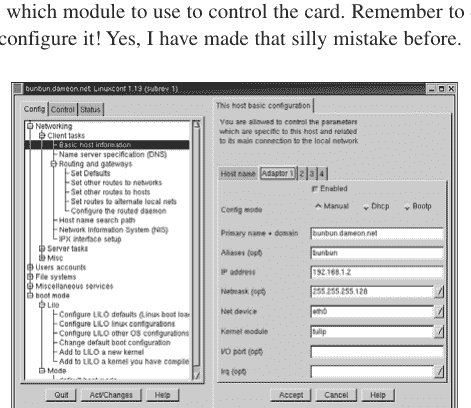 which module to use to control the card. Remember to
configure it! Yes, I have made that silly mistake before.
bunbun.dameon.net: Linuxconf 1.19 (subrev 1)
Config Control Status
Networking
Client tasks
Basic host information
Name server specification (DNS)
Routing and gateways
Set Defaults
Set other routes to networks
Set other routes to hosts
Set routes to alternate local nets
Configure the routed daemon
Host name search path
Network Information System (NIS)
IPX interface setup
Server tasks
Misc
Users accounts
File systems
Miscellaneous services
boot mode
Lilo
Configure LILO defaults (Linux boot loa
Configure LILO linux configurations
Configure LILO other OS configurations
Change default boot configuration
Add to LILO a new kernel
Add to LILO a kernel you have compile
Mode
default boot mode
Quit Act/Changes Help
This host basic configuration
You are allowed to control the parameters
which are specific to this host and related
to its main connection to the local network
Host name Adaptor 1 2 3 4
Enabled
Config mode Manual Dhcp Bootp
Primary name + domain bunbun.dameon.net
Aliases (opt) bunbun
IP address 192.168.1.2
Netmask (opt) 255.255.255.128
Net device eth0
Kernel module tulip
I/O port (opt)
Irq (opt)
Accept Cancel Help